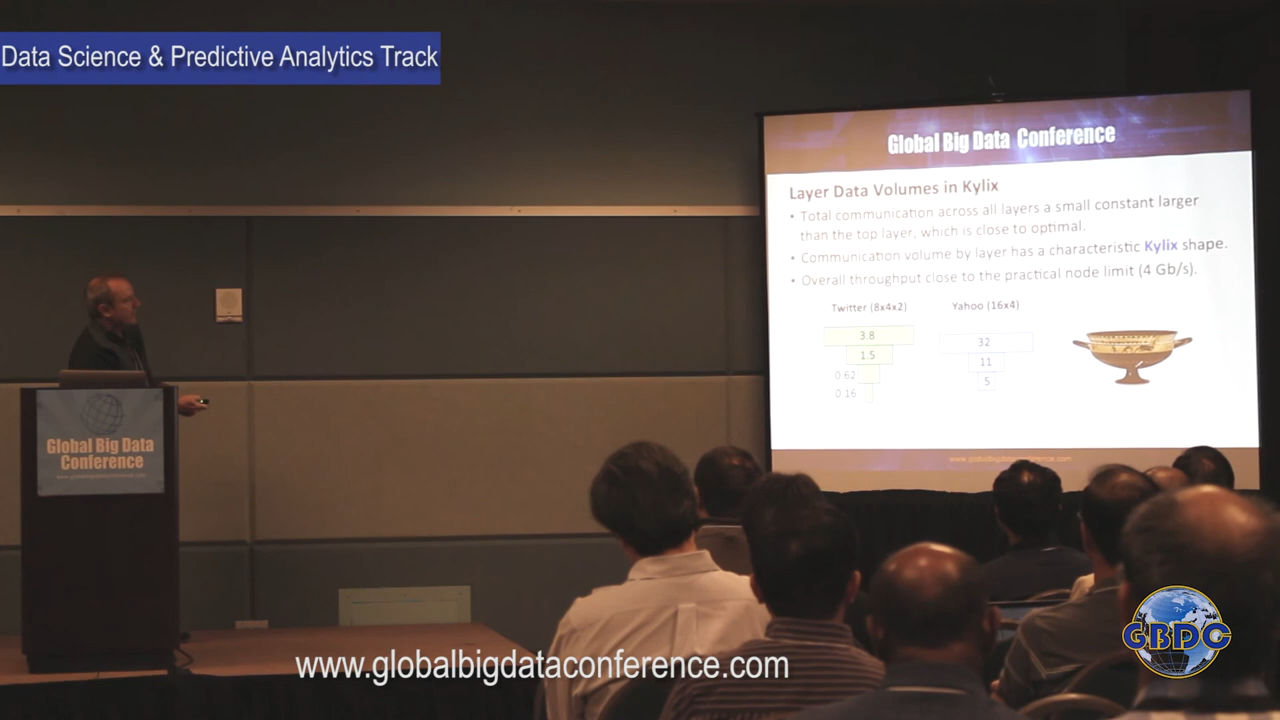 Data Science & Predictive Analytics Track
Global Big Data Conference
Layer Data Volumes in Kylix
• Total communication across all layers a small constant larger
than the top layer, which is close to optimal.
• Communication volume by layer has a characteristic Kylix shape.
• Overall throughput close to the practical node limit (4 Gb/s).
Twitter (8x4x2)
3.8
1.5
0.62
0.16
Yahoo (16x4)
32
11
5
www.globalbigdataconference.com
Global Big Data
Conference
www.globalbigdataconference.com
www.globalbigdataconference.com
GBDC